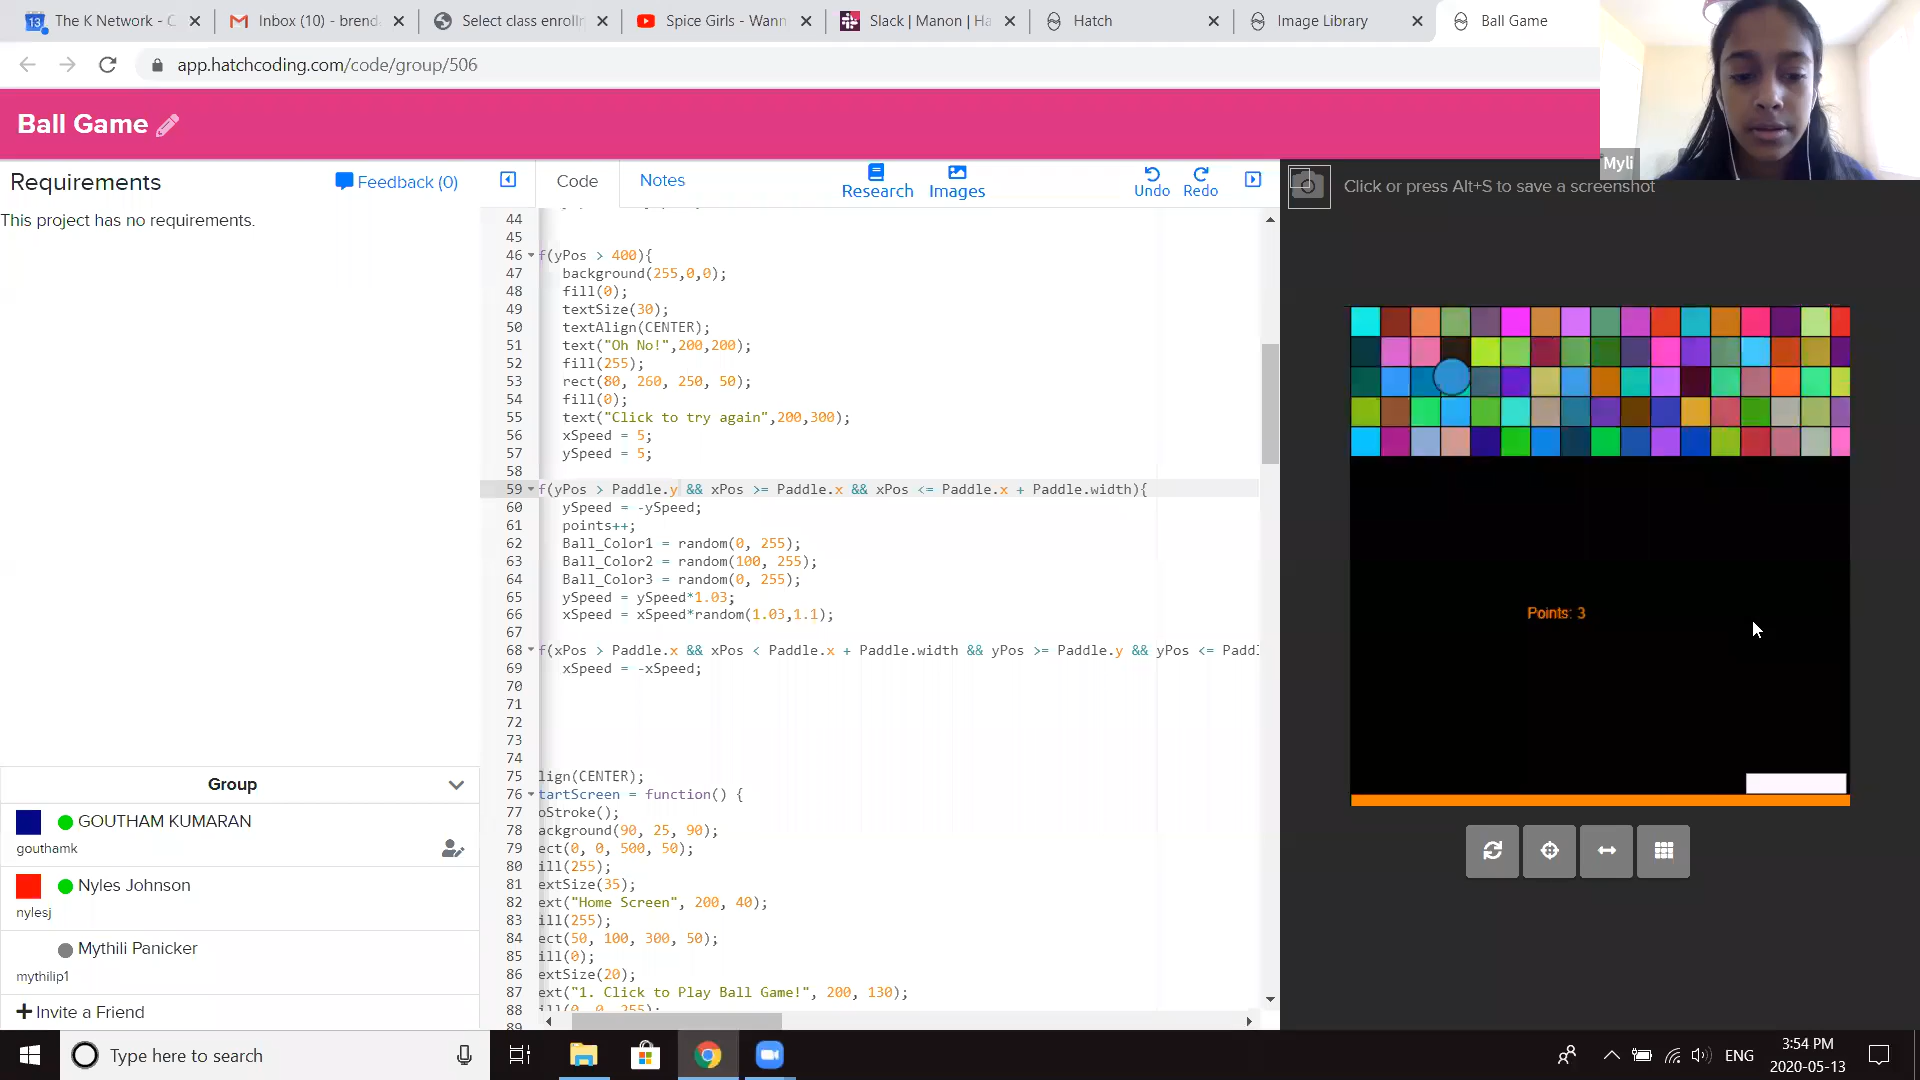 The K Network - C
Inbox (10) - brend
Select class enrolln
Spice Girls - Wann
Slack | Manon | Ha
Hatch
Image Library
Ball Game
app.hatchcoding.com/code/group/506
Ball Game
Myli
Requirements
Feedback (0)
Code
Notes
Research
Images
Undo
Redo
Click or press Alt+S to save a screenshot
This project has no requirements.
44
45
46 f(yPos > 400){
47 background(255,0,0);
48 fill(0);
49 textSize(30);
50 textAlign(CENTER);
51 text("Oh No!",200,200);
52 fill(255);
53 rect(80, 260, 250, 50);
54 fill(0);
55 text("Click to try again",200,300);
56 xSpeed = 5;
57 ySpeed = 5;
58
59 f(yPos > Paddle.y && xPos >= Paddle.x && xPos <= Paddle.x + Paddle.width){
60 ySpeed = -ySpeed;
61 points++;
62 Ball_Color1 = random(0, 255);
63 Ball_Color2 = random(100, 255);
64 Ball_Color3 = random(0, 255);
65 ySpeed = ySpeed*1.03;
66 xSpeed = xSpeed*random(1.03,1.1);
67
68 f(xPos > Paddle.x && xPos < Paddle.x + Paddle.width && yPos >= Paddle.y && yPos <= Paddl
69 xSpeed = -xSpeed;
70
71
72
73
74
75 lign(CENTER);
76 tartScreen = function() {
77 oStroke();
78 ackground(90, 25, 90);
79 ect(0, 0, 500, 50);
80 ill(255);
81 extSize(35);
82 ext("Home Screen", 200, 40);
83 ill(255);
84 ect(50, 100, 300, 50);
85 ill(0);
86 extSize(20);
87 ext("1. Click to Play Ball Game!", 200, 130);
88 ill(0, 0, 255);
89
Points: 3
Group
GOUTHAM KUMARAN
gouthamk
Nyles Johnson
nylesj
Mythili Panicker
mythilip1
Invite a Friend
Type here to search
ENG
3:54 PM
2020-05-13